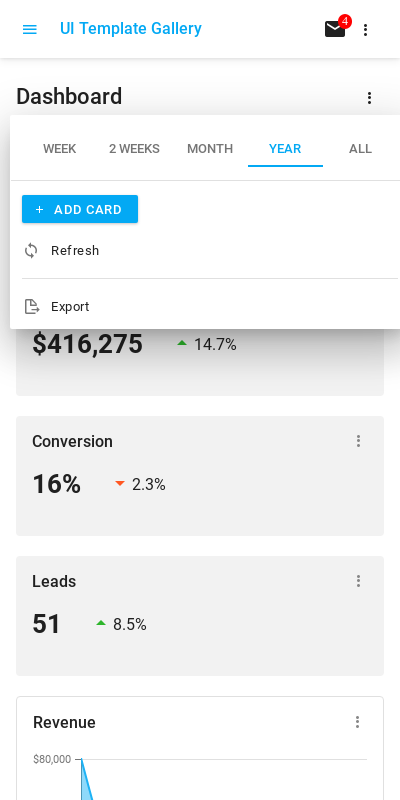 UI Template Gallery
4
Dashboard
WEEK 2 WEEKS MONTH YEAR ALL
+ ADD CARD
Refresh
Export
$416,275 14.7%
Conversion
16% 2.3%
Leads
51 8.5%
Revenue
$80,000